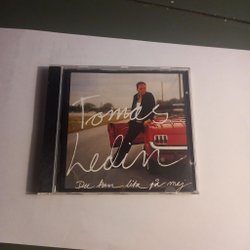 Tomas
Ledin
Du kan lita på mej